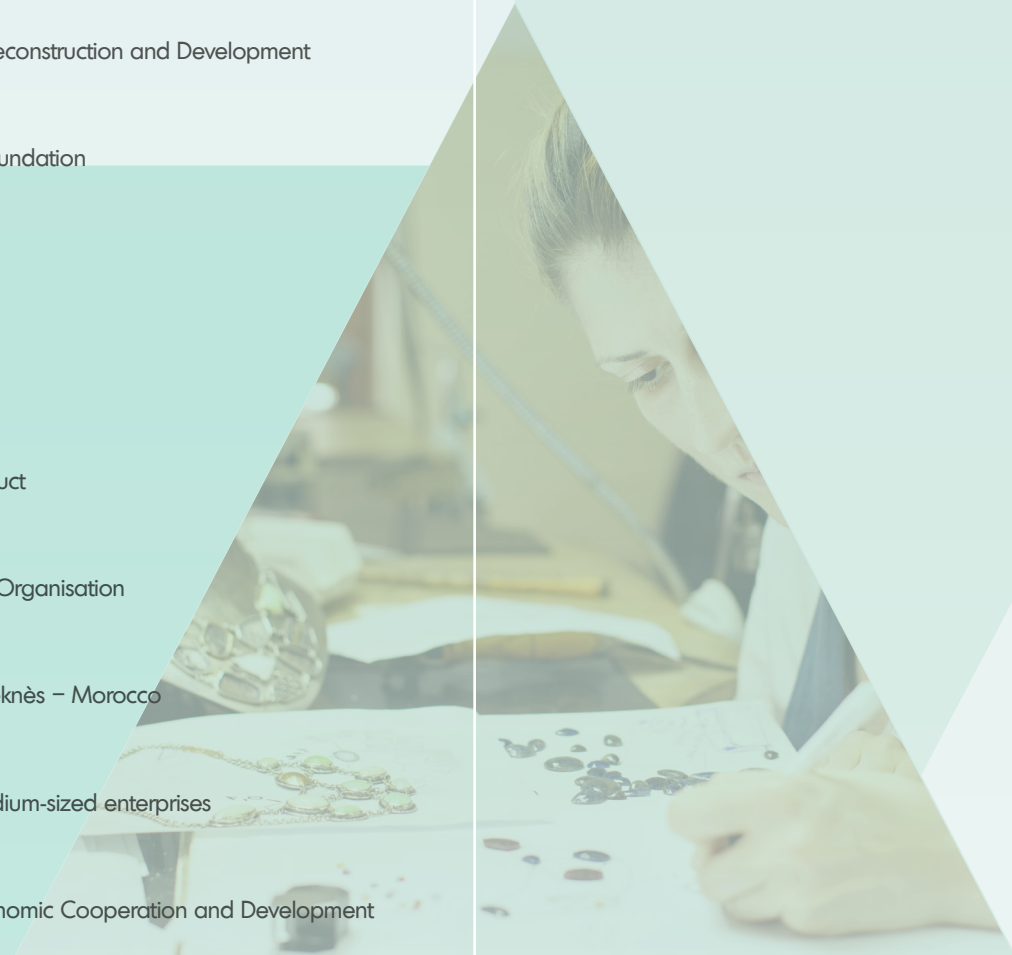 econstruction and Development
undation
uct
Organisation
knès – Morocco
dium-sized enterprises
nomic Cooperation and Development